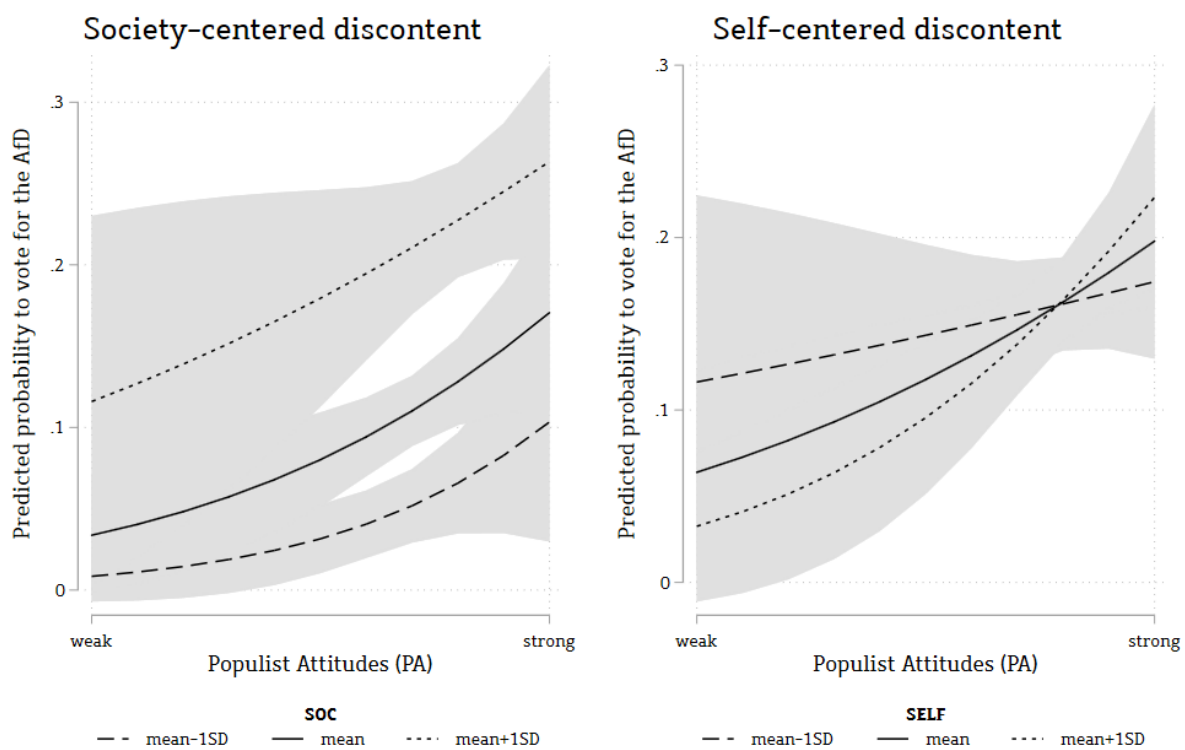 Society-centered discontent
Predicted probability to vote for the AfD
.3
.2
.1
0
weak
strong
Populist Attitudes (PA)
SOC
mean-1SD
mean
mean+1SD
Self-centered discontent
Predicted probability to vote for the AfD
.3
.2
.1
0
weak
strong
Populist Attitudes (PA)
SELF
mean-1SD
mean
mean+1SD